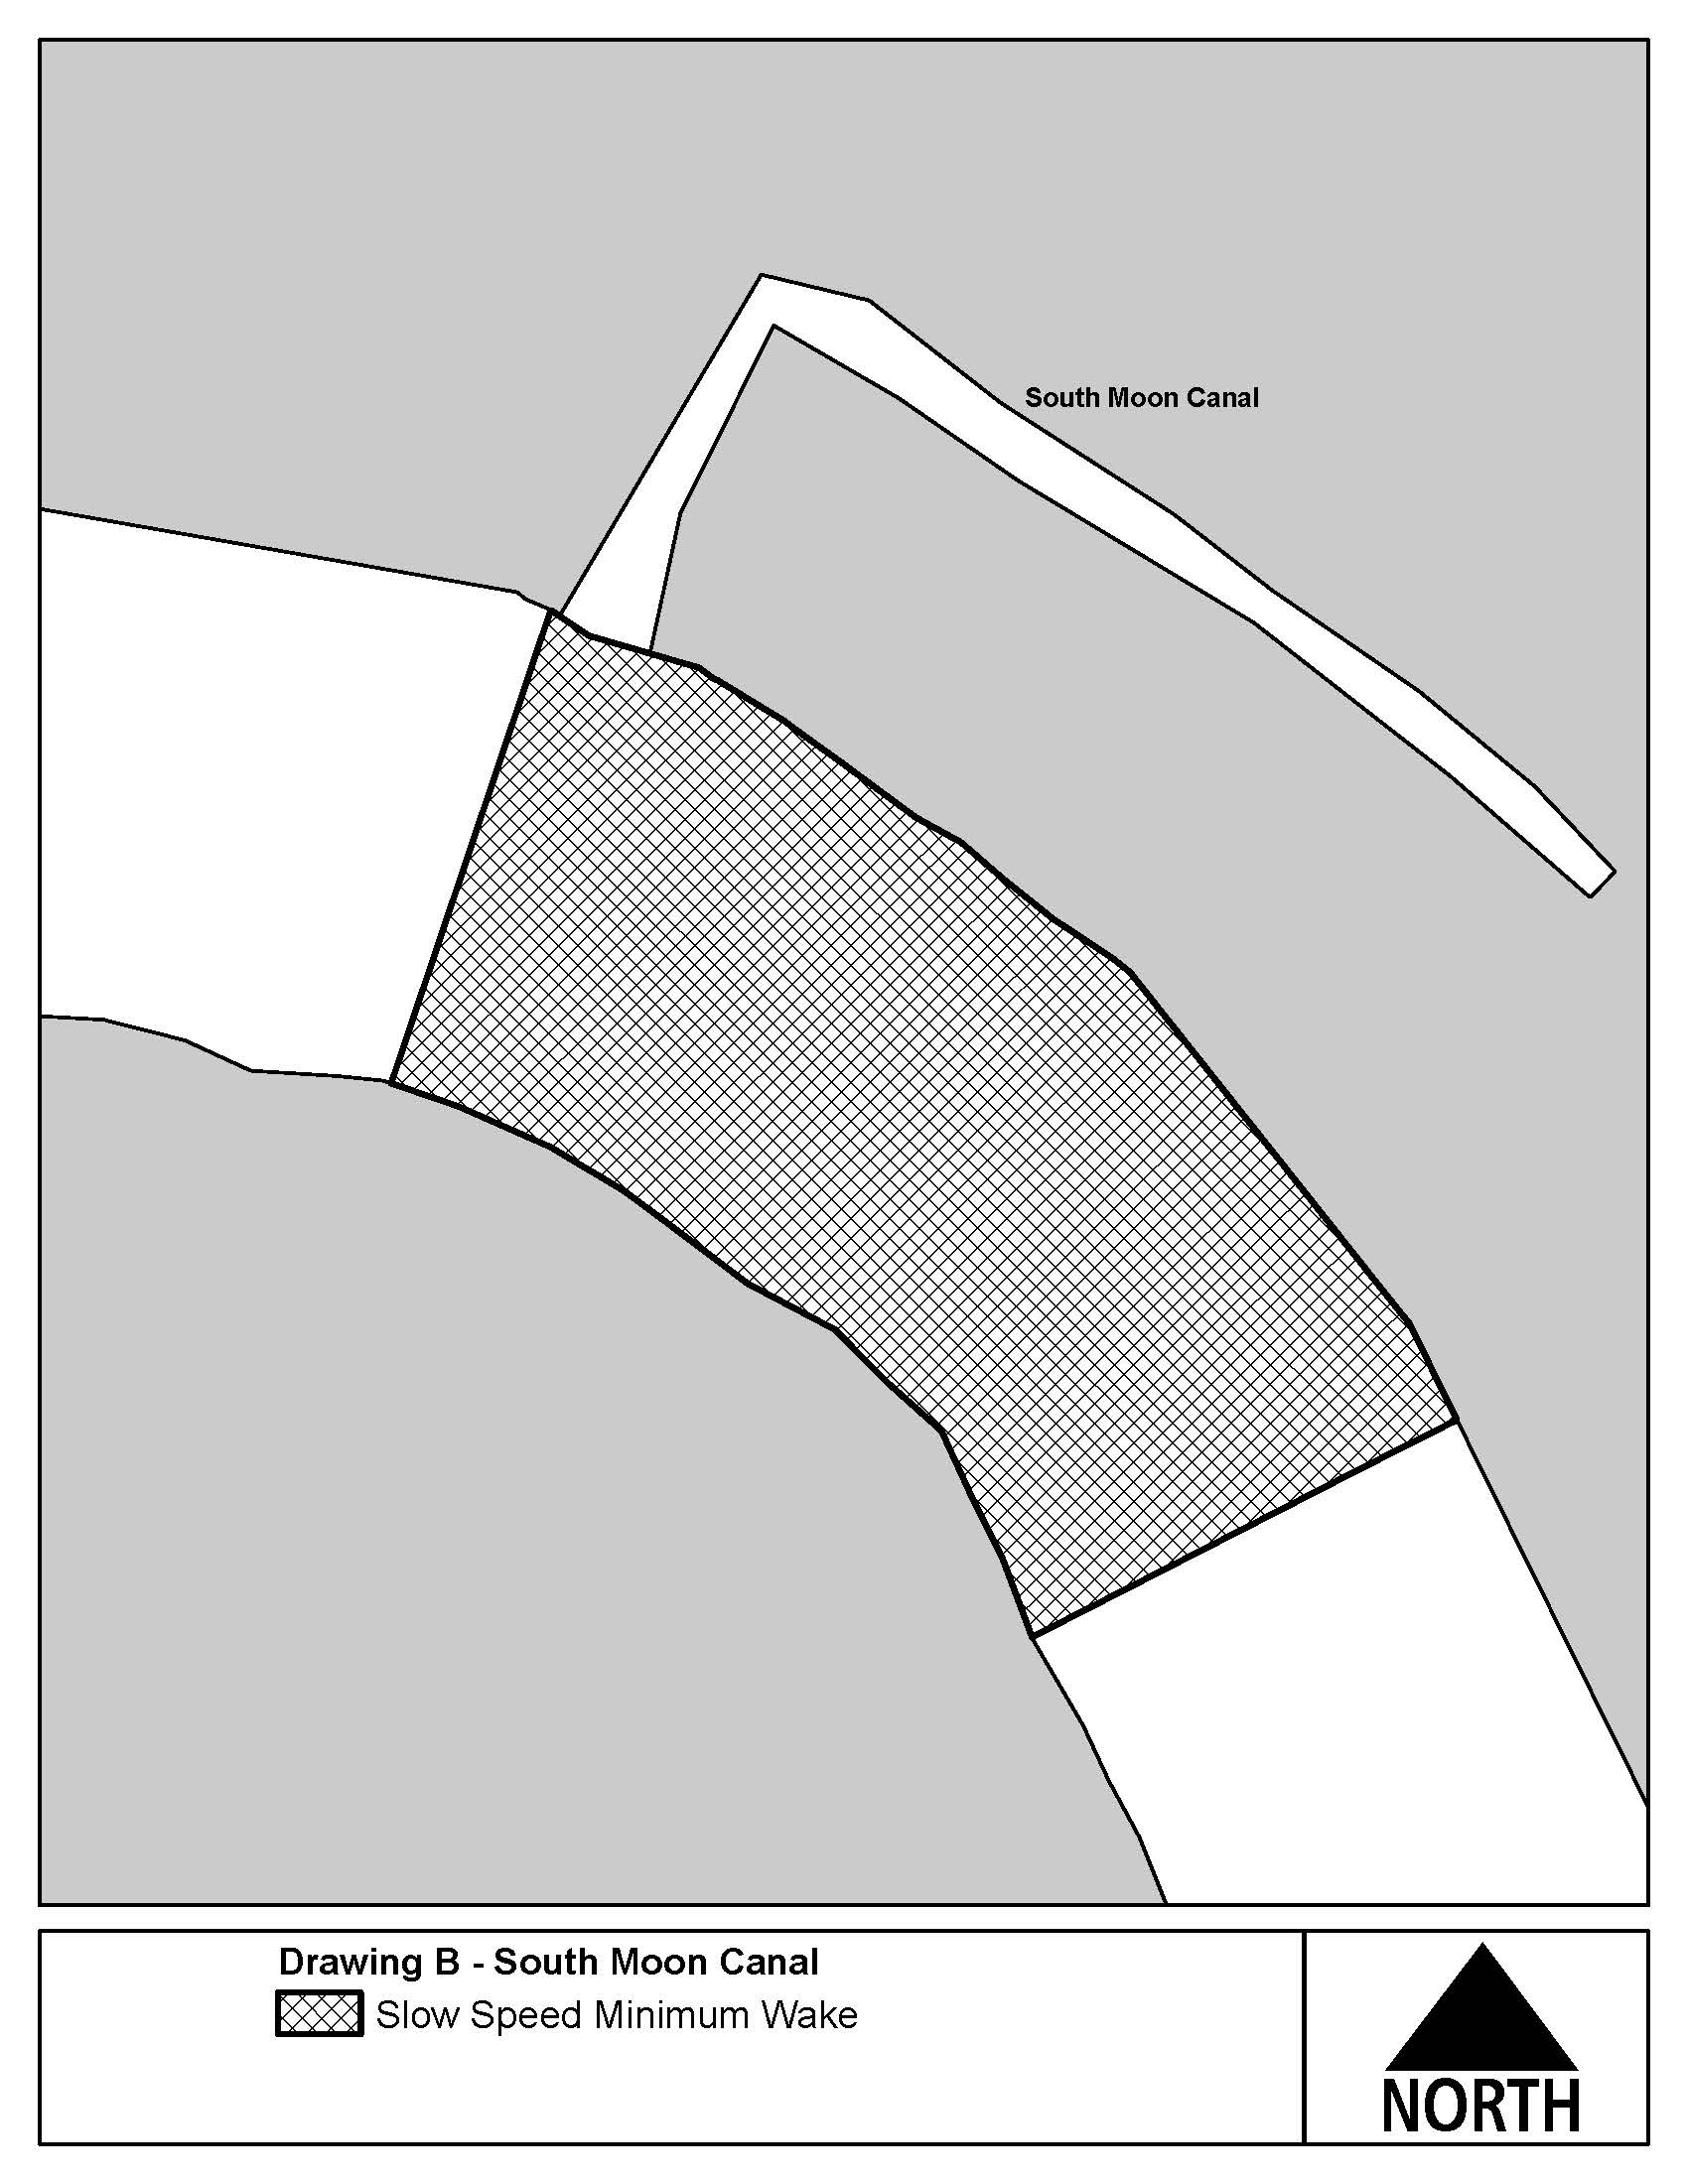 South Moon Canal
Drawing B - South Moon Canal
Slow Speed Minimum Wake
NORTH